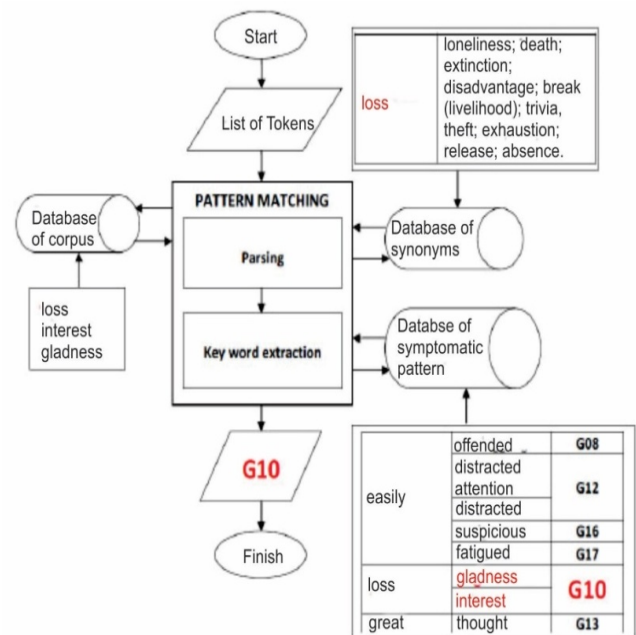 Start
List of Tokens
loss
loneliness; death;
extinction;
disadvantage; break
(livelihood); trivia,
theft; exhaustion;
release; absence.
PATTERN MATCHING
Parsing
Key word extraction
Database
of corpus
loss
interest
gladness
Database of
synonyms
Databse of
symptomatic
pattern
G10
Finish
easily
offended
G08
distracted
attention
distracted
G12
suspicious
G16
fatigued
G17
loss
gladness
interest
G10
great
thought
G13